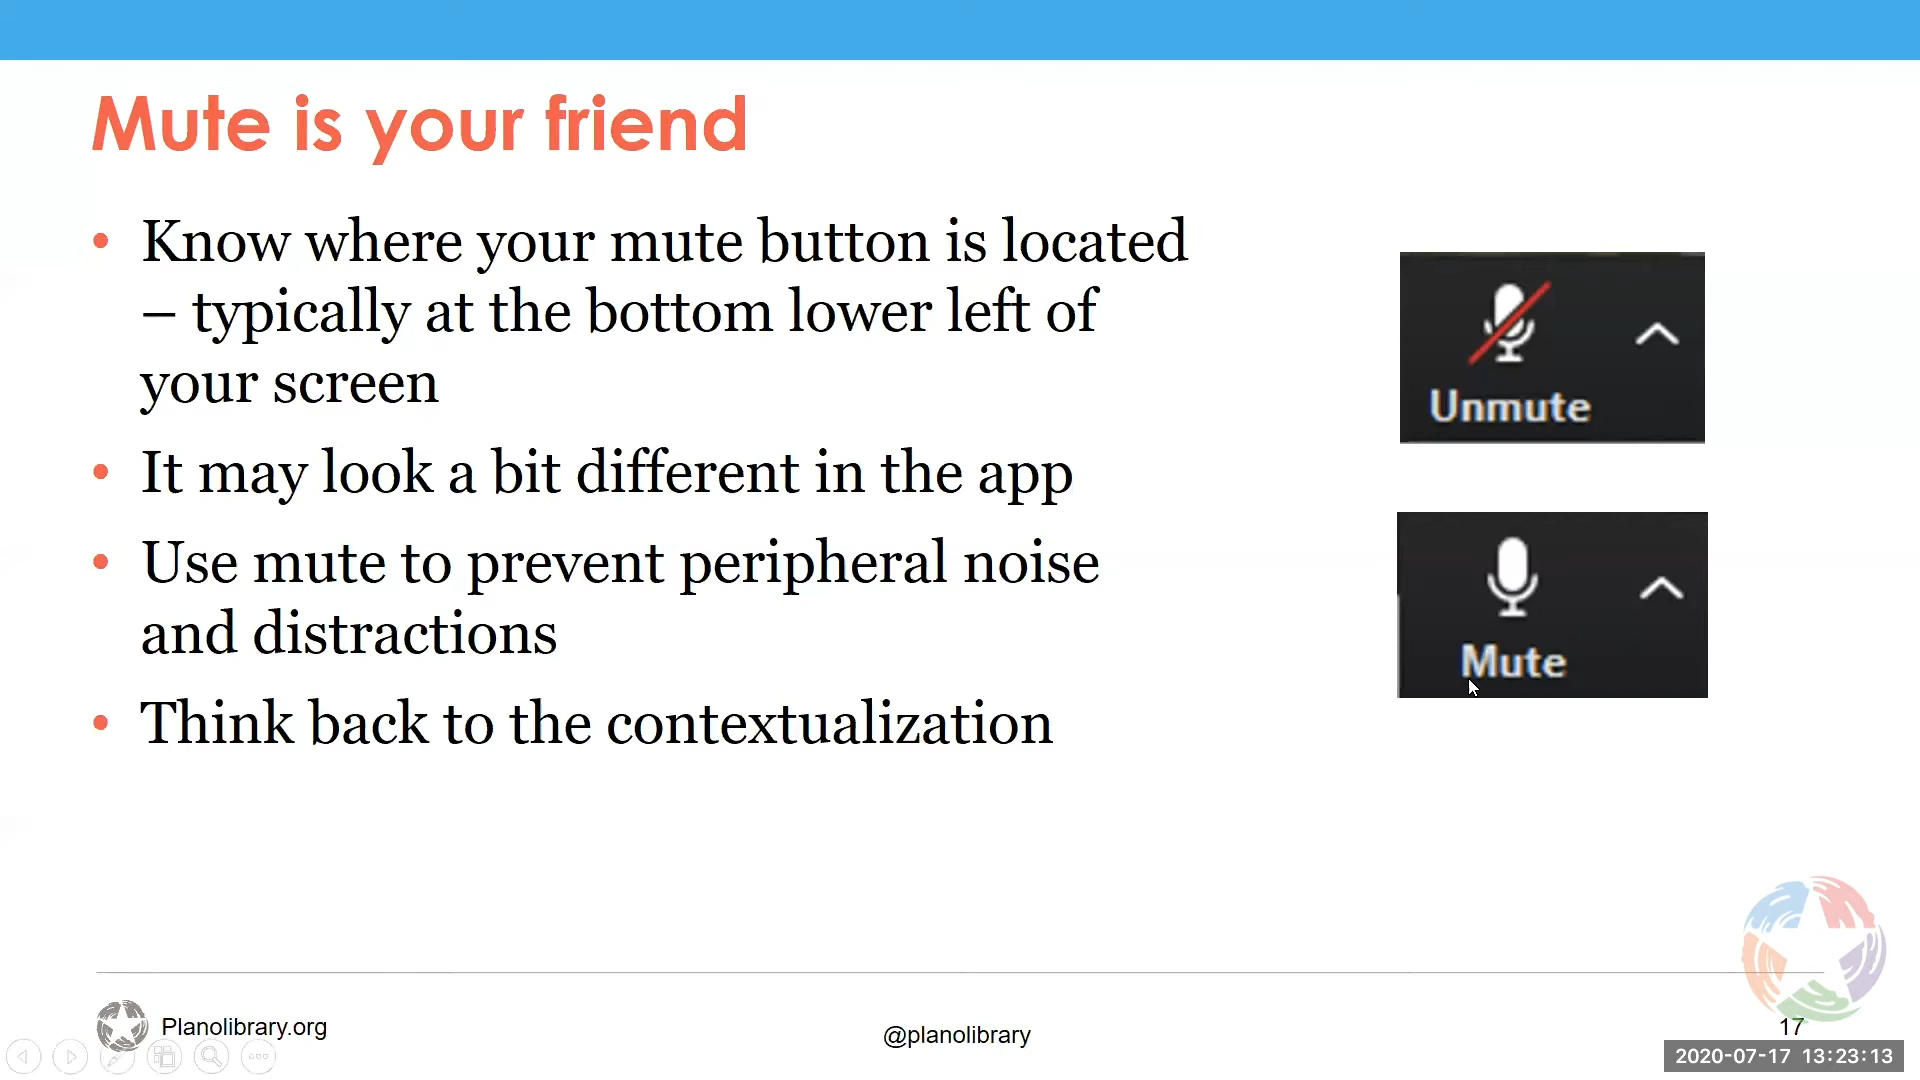 Mute is your friend
• Know where your mute button is located
– typically at the bottom lower left of
your screen
• It may look a bit different in the app
• Use mute to prevent peripheral noise
and distractions
• Think back to the contextualization
Unmute
Mute
Planolibrary.org
@planolibrary
17
2020-07-17 13:23:13